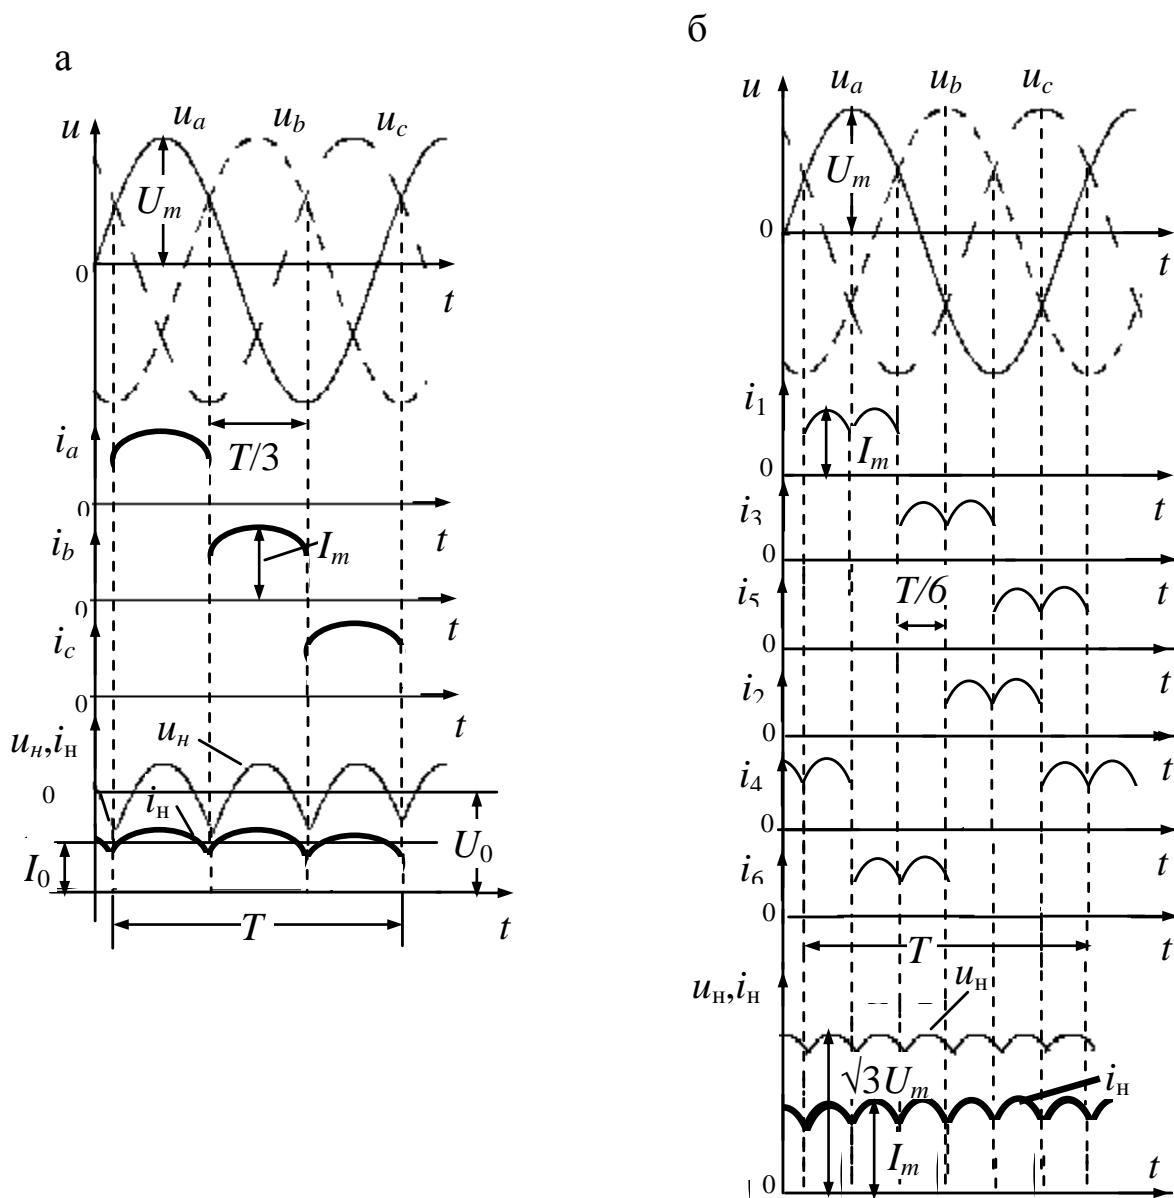 а
u
u_a
u_b
u_c
U_m
0
t
i_a
T/3
0
t
i_b
I_m
0
t
i_c
0
t
u_н,i_н
u_н
0
i_н
I_0
U_0
T
t
б
u
u_a
u_b
u_c
U_m
0
t
i_1
I_m
0
t
i_3
0
t
i_5
T/6
0
t
i_2
0
t
i_4
0
t
i_6
0
T
t
u_н,i_н
u_н
√3U_m
i_н
I_m
0
t